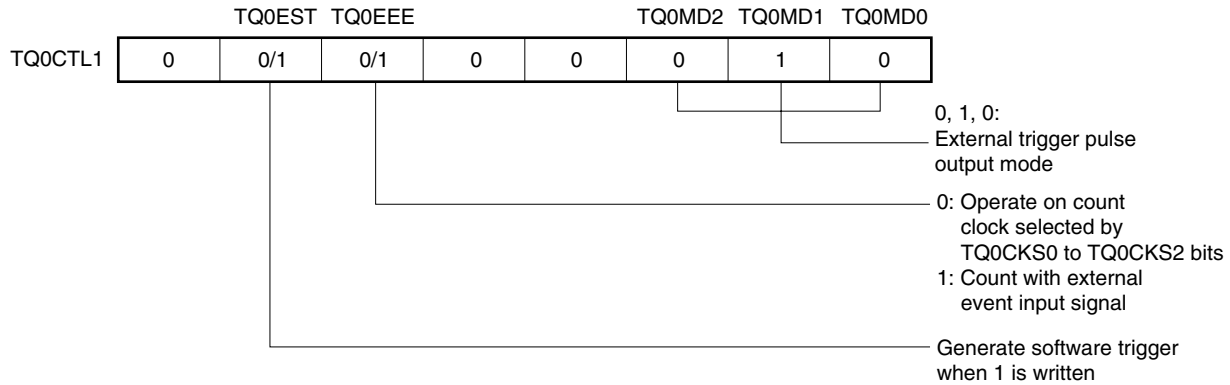 TQ0EST TQ0EEE TQ0MD2 TQ0MD1 TQ0MD0
TQ0CTL1 0 0/1 0/1 0 0 0 1 0
0, 1, 0:
External trigger pulse
output mode
0: Operate on count
clock selected by
TQ0CKS0 to TQ0CKS2 bits
1: Count with external
event input signal
Generate software trigger
when 1 is written